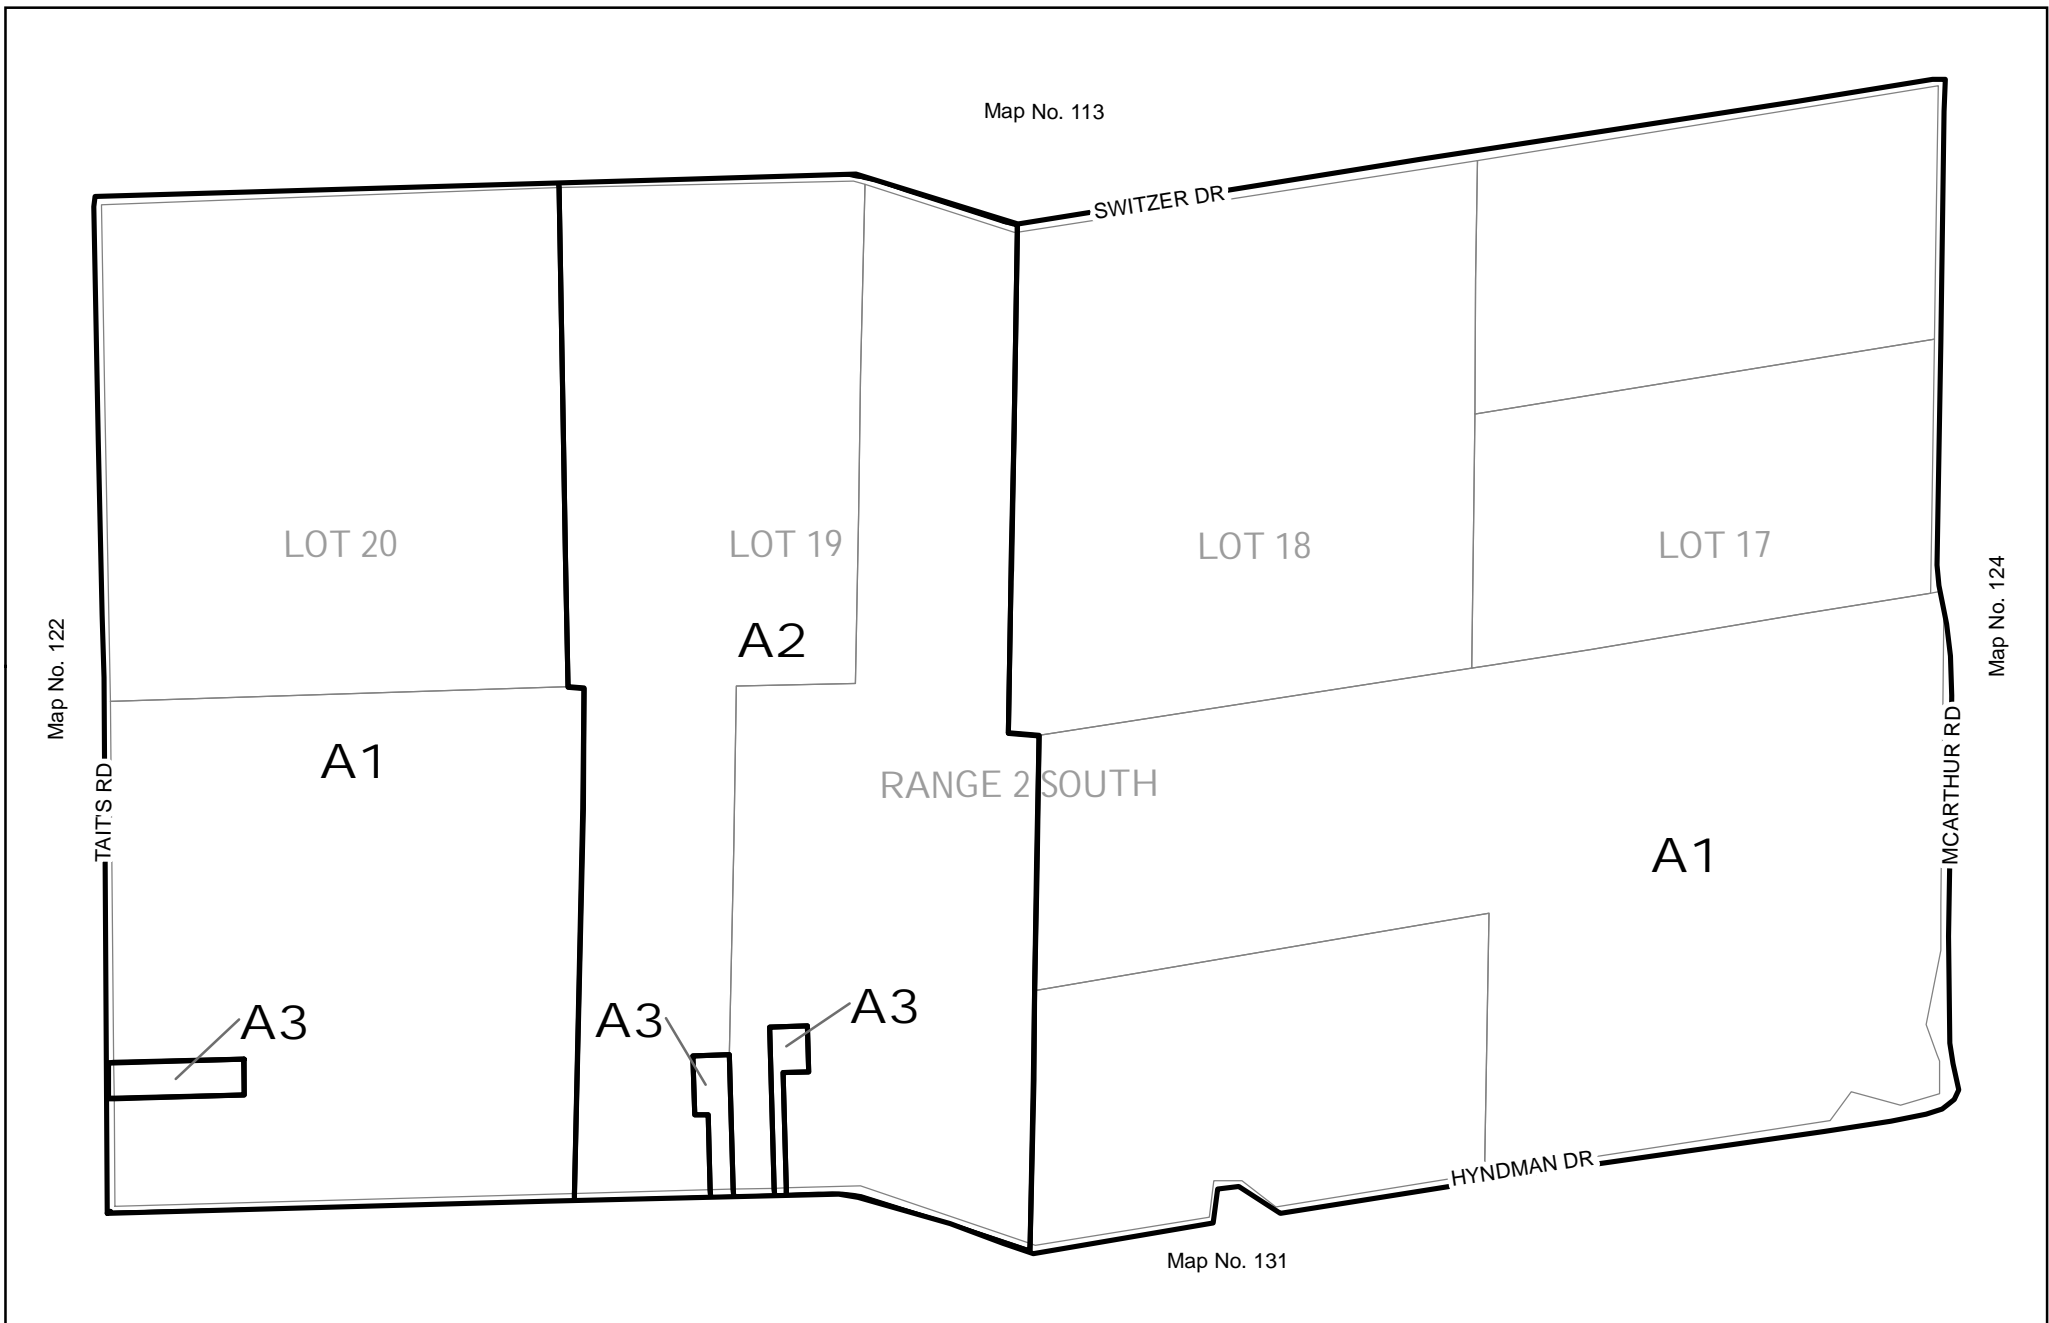 Map No. 113
SWITZER DR
LOT 20
LOT 19
LOT 18
LOT 17
Map No. 122
Map No. 124
A2
A1
RANGE 2 SOUTH
TAIT'S RD
MCARTHUR RD
A1
A3
A3
A3
HYNDMAN DR
Map No. 131